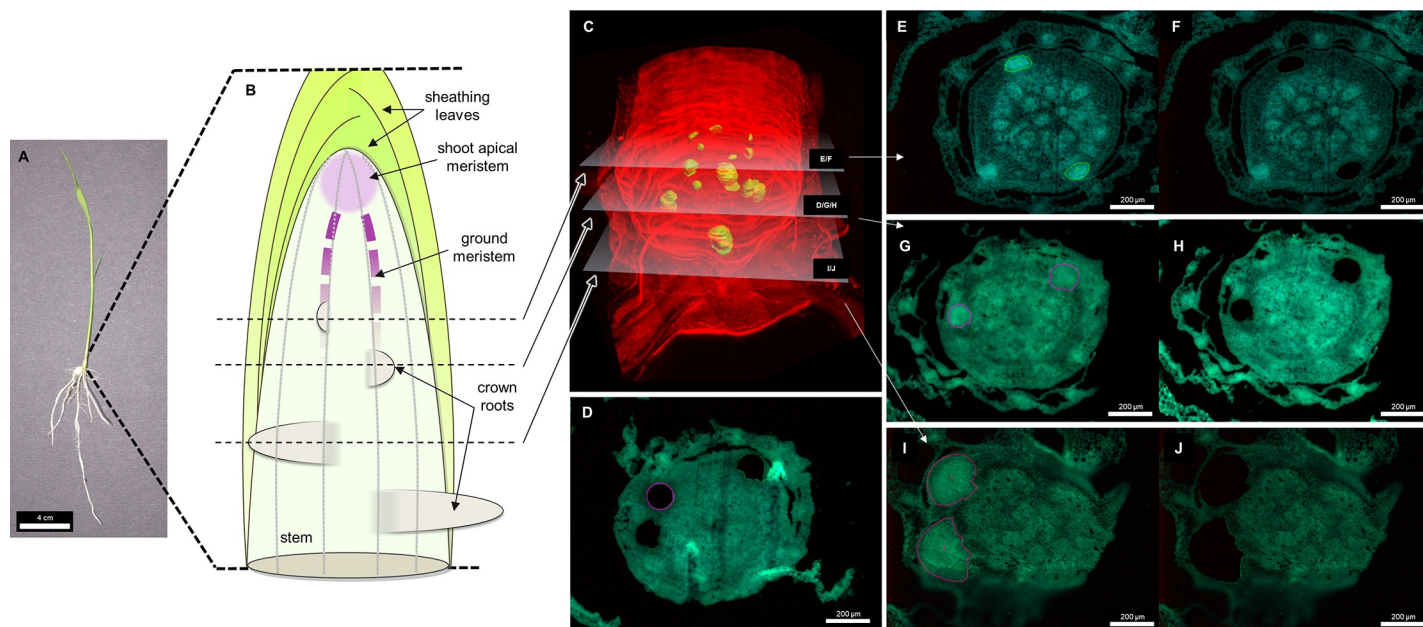 A
4 cm
B
sheathing
leaves
shoot apical
meristem
ground
meristem
crown
roots
stem
C
E/F
D/G/H
I/J
D
200 µm
E
200 µm
F
200 µm
G
200 µm
H
200 µm
I
200 µm
J
200 µm